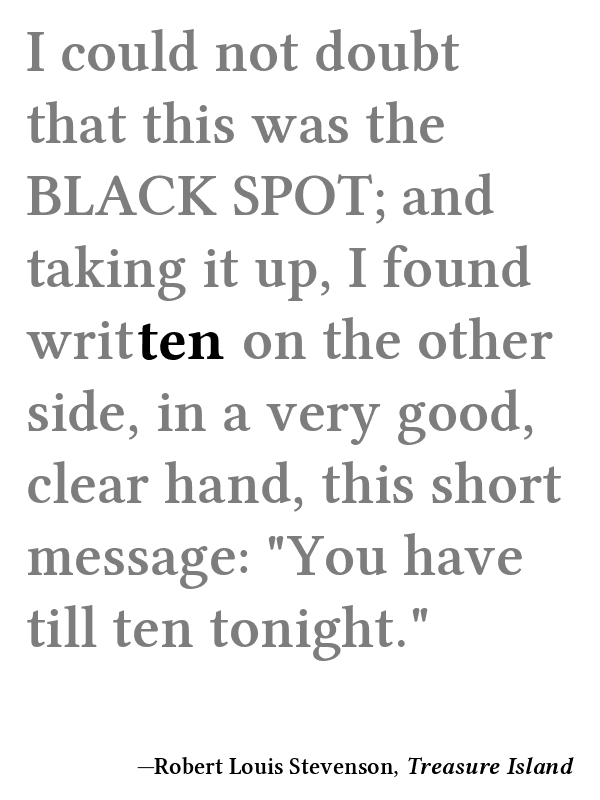 I could not doubt
that this was the
BLACK SPOT; and
taking it up, I found
written on the other
side, in a very good,
clear hand, this short
message: "You have
till ten tonight."
—Robert Louis Stevenson, Treasure Island